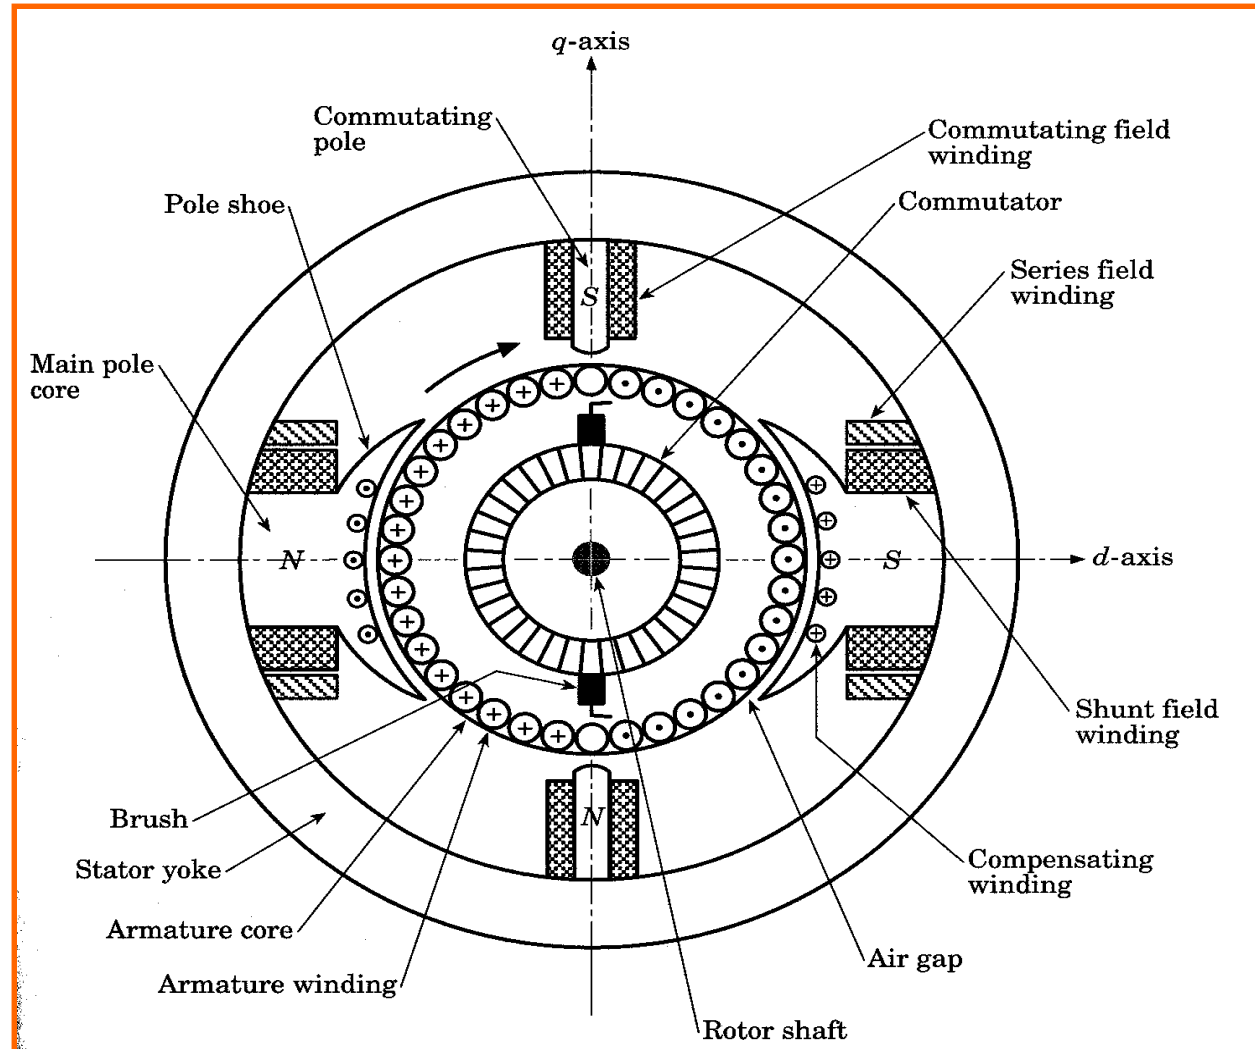 q-axis
Commutating
pole
Commutating field
winding
Pole shoe
Commutator
Series field
winding
S
Main pole
core
N
S
d-axis
Shunt field
winding
Brush
N
Stator yoke
Compensating
winding
Armature core
Air gap
Armature winding
Rotor shaft